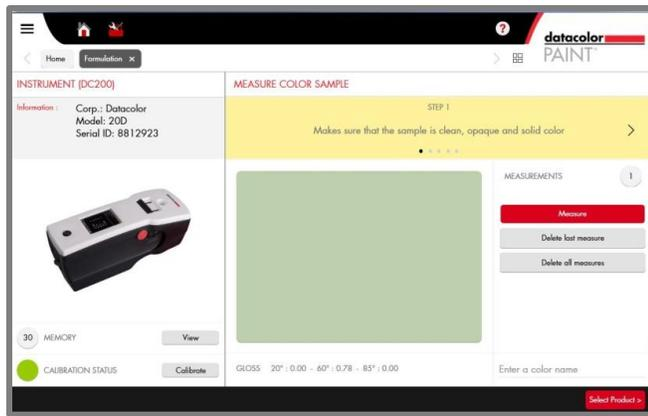 ?
datacolor
PAINT
Home
Formulation ×
INSTRUMENT (DC200)
MEASURE COLOR SAMPLE
Information :
Corp.: Datacolor
Model: 20D
Serial ID: 8812923
STEP 1
Makes sure that the sample is clean, opaque and solid color
MEASUREMENTS
1
Measure
Delete last measure
Delete all measures
30 MEMORY
View
CALIBRATION STATUS
Calibrate
GLOSS 20° : 0.00 - 60° : 0.78 - 85° : 0.00
Enter a color name
Select Product >